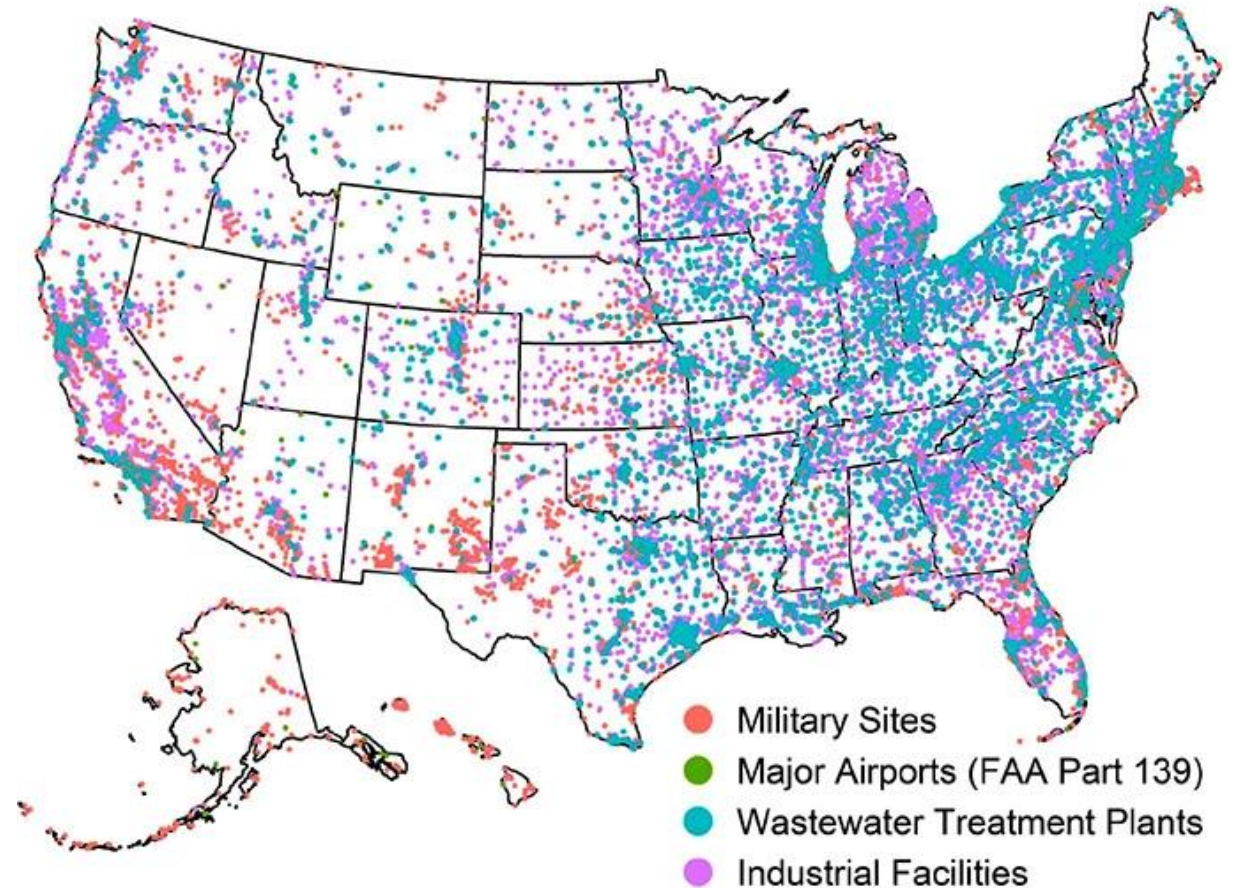 Military Sites
Major Airports (FAA Part 139)
Wastewater Treatment Plants
Industrial Facilities